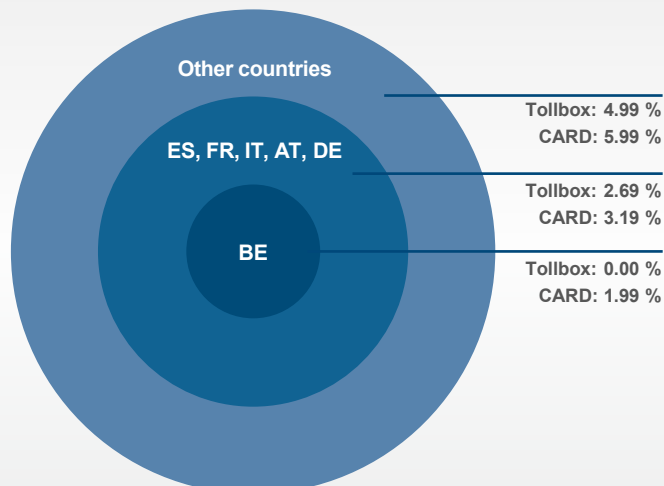 Other countries
Tollbox: 4.99 %
CARD: 5.99 %
ES, FR, IT, AT, DE
Tollbox: 2.69 %
CARD: 3.19 %
BE
Tollbox: 0.00 %
CARD: 1.99 %